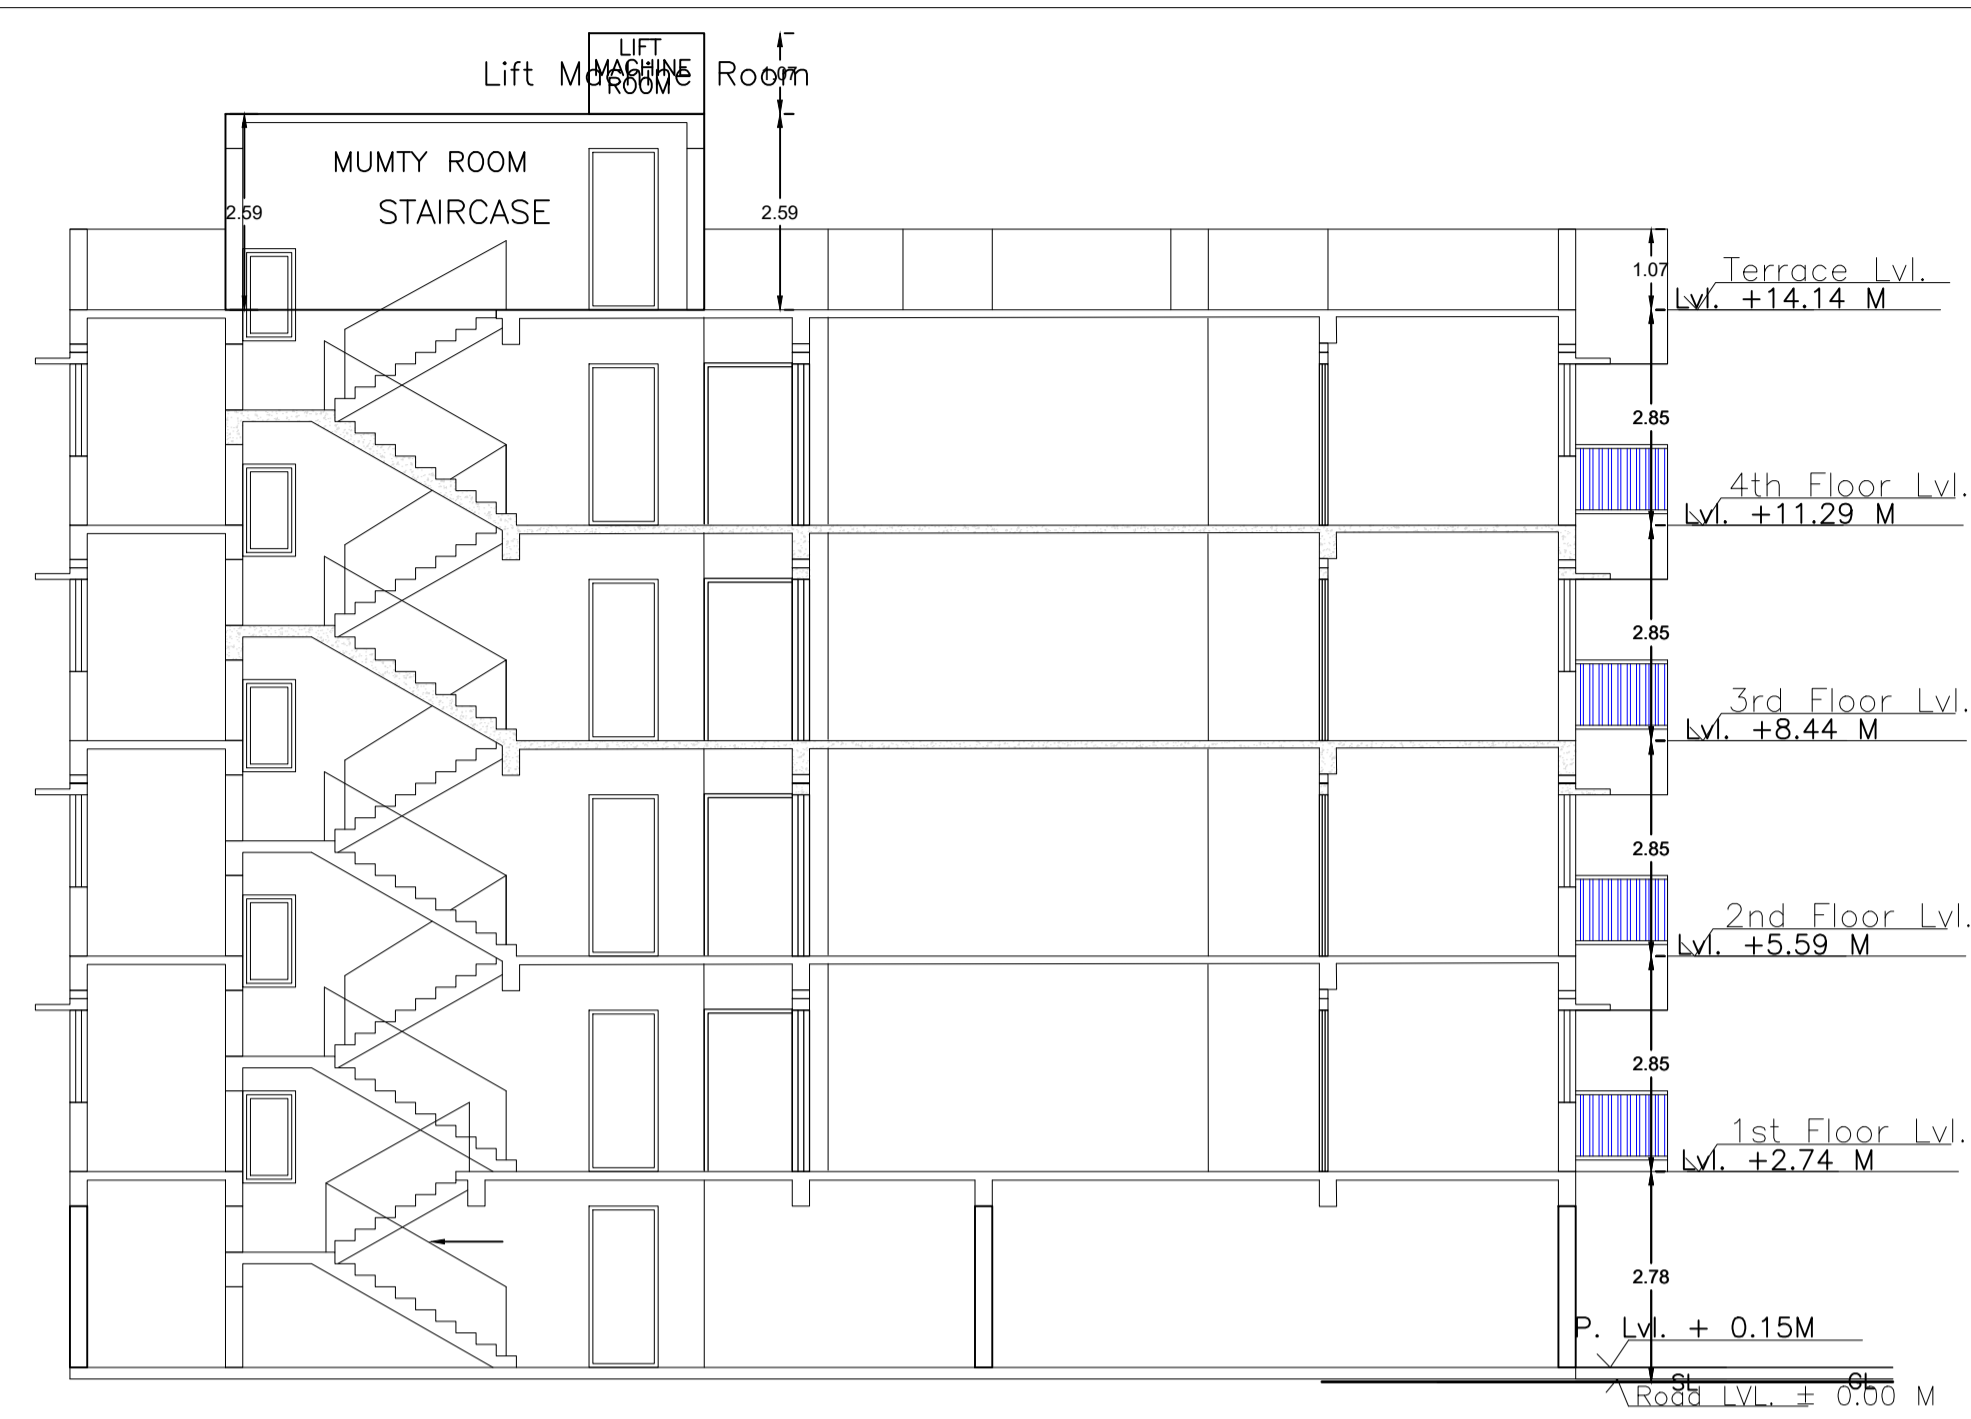 LIFT
MACHINE
ROOM
Lift Machine Room
1.07
MUMTY ROOM
STAIRCASE
2.59
2.59
1.07
Terrace Lvl.
Lvl. +14.14 M
2.85
4th Floor Lvl.
Lvl. +11.29 M
2.85
3rd Floor Lvl.
Lvl. +8.44 M
2.85
2nd Floor Lvl.
Lvl. +5.59 M
2.85
1st Floor Lvl.
Lvl. +2.74 M
2.78
P. Lvl. + 0.15M
SL GL
Road LVL. ± 0.00 M